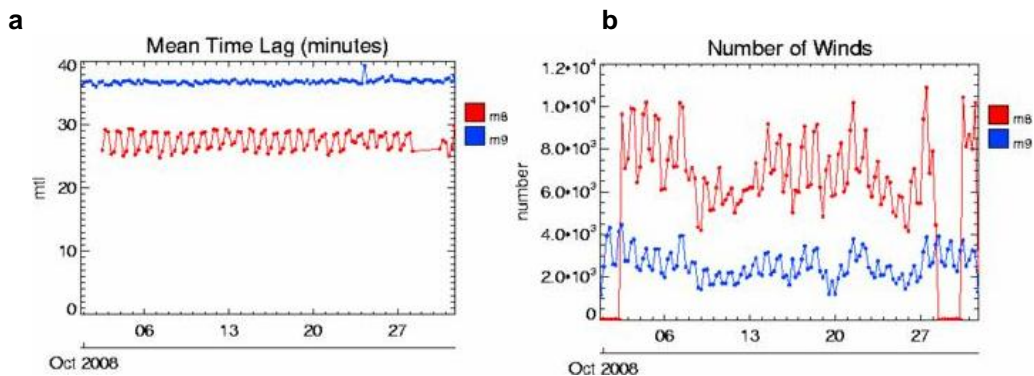 a
Mean Time Lag (minutes)
40
30
20
10
0
mtl
06 13 20 27
Oct 2008
m8
m9
b
Number of Winds
1.2•10⁴
1.0•10⁴
8.0•10³
6.0•10³
4.0•10³
2.0•10³
0
number
06 13 20 27
Oct 2008
m8
m9